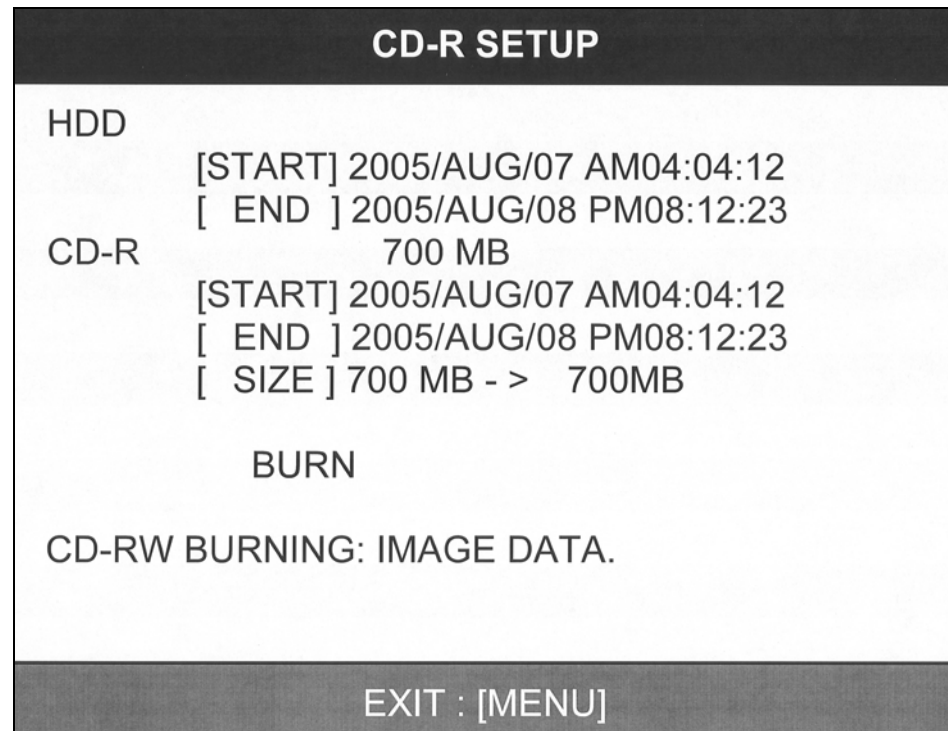 CD-R SETUP
HDD
[START] 2005/AUG/07 AM04:04:12
[ END ] 2005/AUG/08 PM08:12:23
CD-R 700 MB
[START] 2005/AUG/07 AM04:04:12
[ END ] 2005/AUG/08 PM08:12:23
[ SIZE ] 700 MB - > 700MB
BURN
CD-RW BURNING: IMAGE DATA.
EXIT : [MENU]